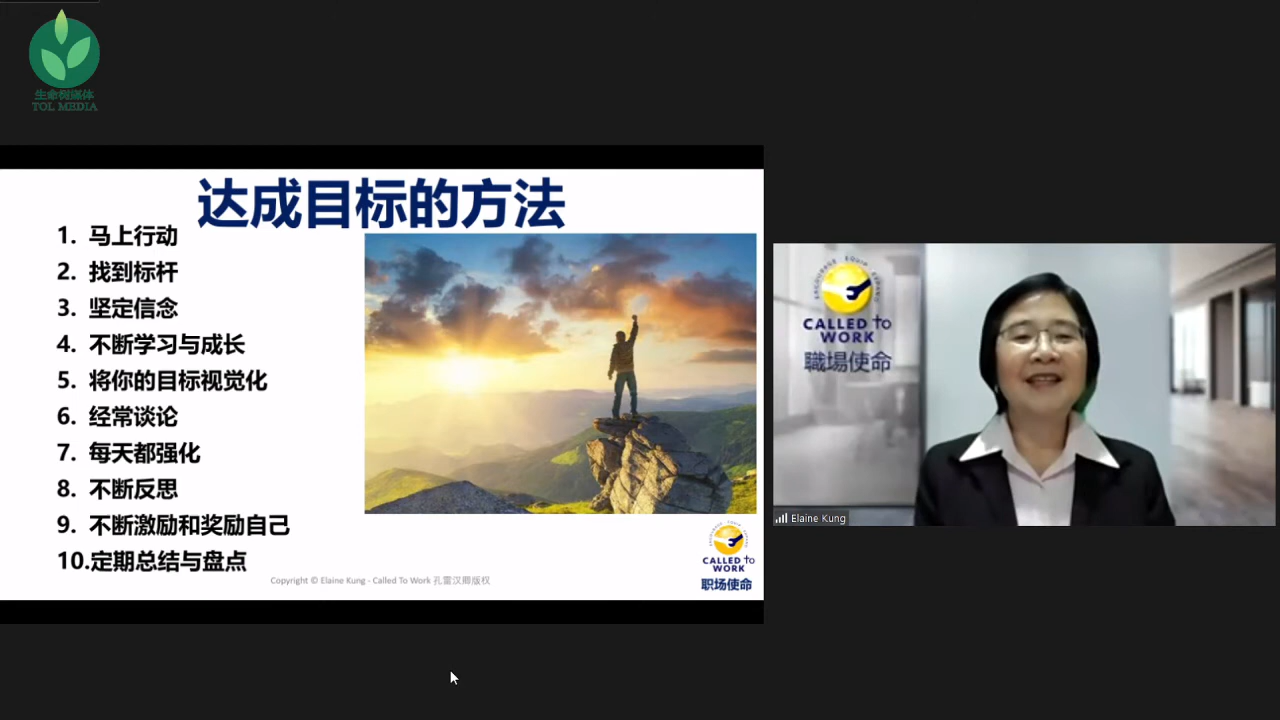 生命树媒体
TOL MEDIA
达成目标的方法
1. 马上行动
2. 找到标杆
3. 坚定信念
4. 不断学习与成长
5. 将你的目标视觉化
6. 经常谈论
7. 每天都强化
8. 不断反思
9. 不断激励和奖励自己
10.定期总结与盘点
Copyright © Elaine Kung - Called To Work 孔雷汉卿版权
CALLED TO
WORK
职场使命
ENCOURAGE · EQUIP · EXPAND
CALLED TO
WORK
職場使命
Elaine Kung